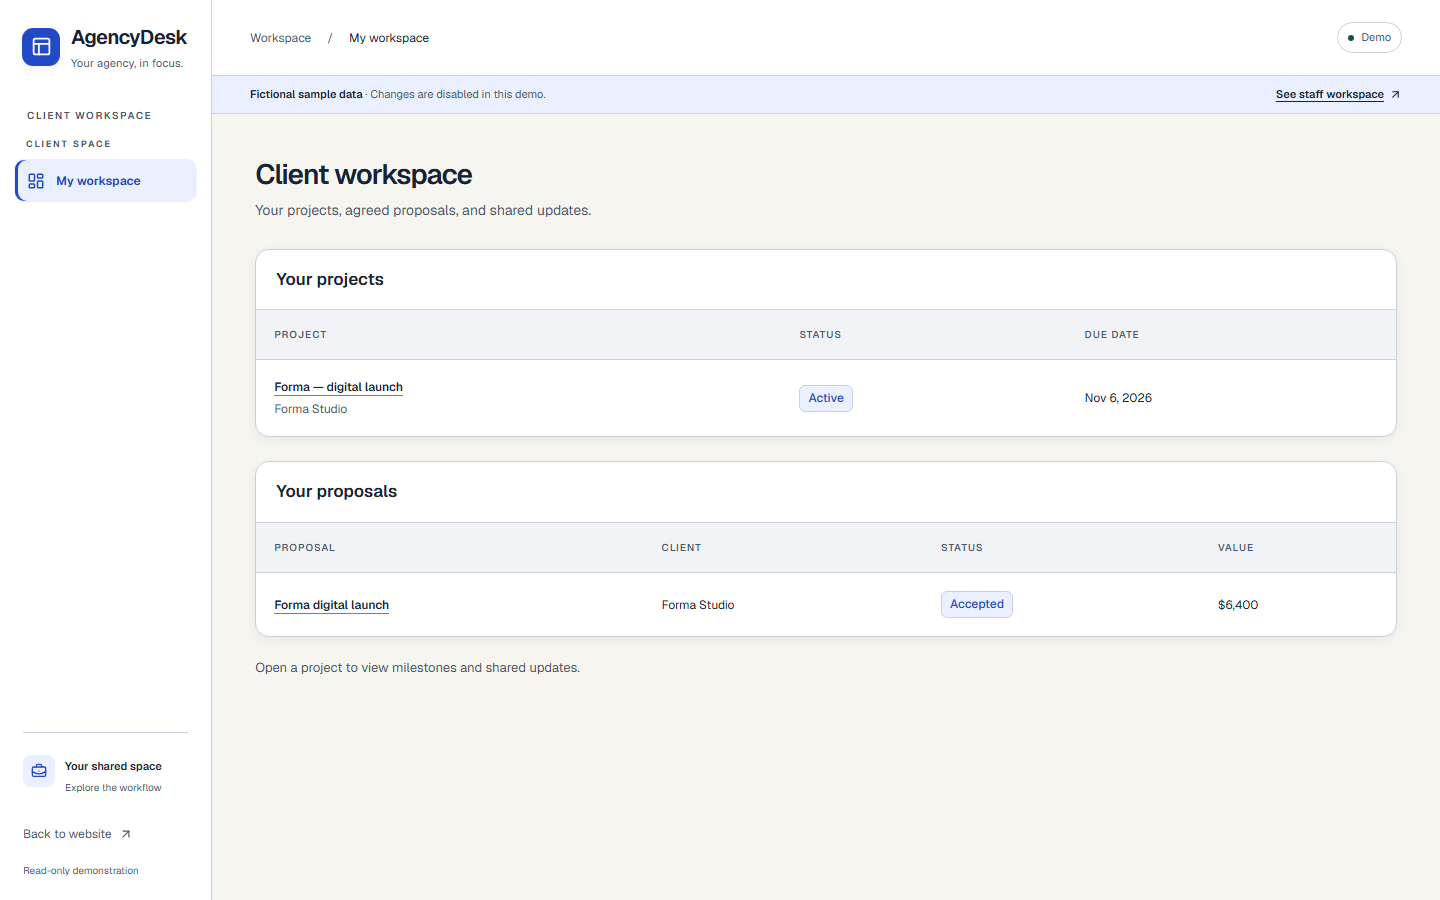 AgencyDesk
Your agency, in focus.
CLIENT WORKSPACE
CLIENT SPACE
My workspace
Your shared space
Explore the workflow
Back to website
Read-only demonstration
Workspace / My workspace
Demo
Fictional sample data · Changes are disabled in this demo.
See staff workspace
Client workspace
Your projects, agreed proposals, and shared updates.
Your projects
PROJECT STATUS DUE DATE
Forma — digital launch
Forma Studio
Active
Nov 6, 2026
Your proposals
PROPOSAL CLIENT STATUS VALUE
Forma digital launch Forma Studio Accepted $6,400
Open a project to view milestones and shared updates.